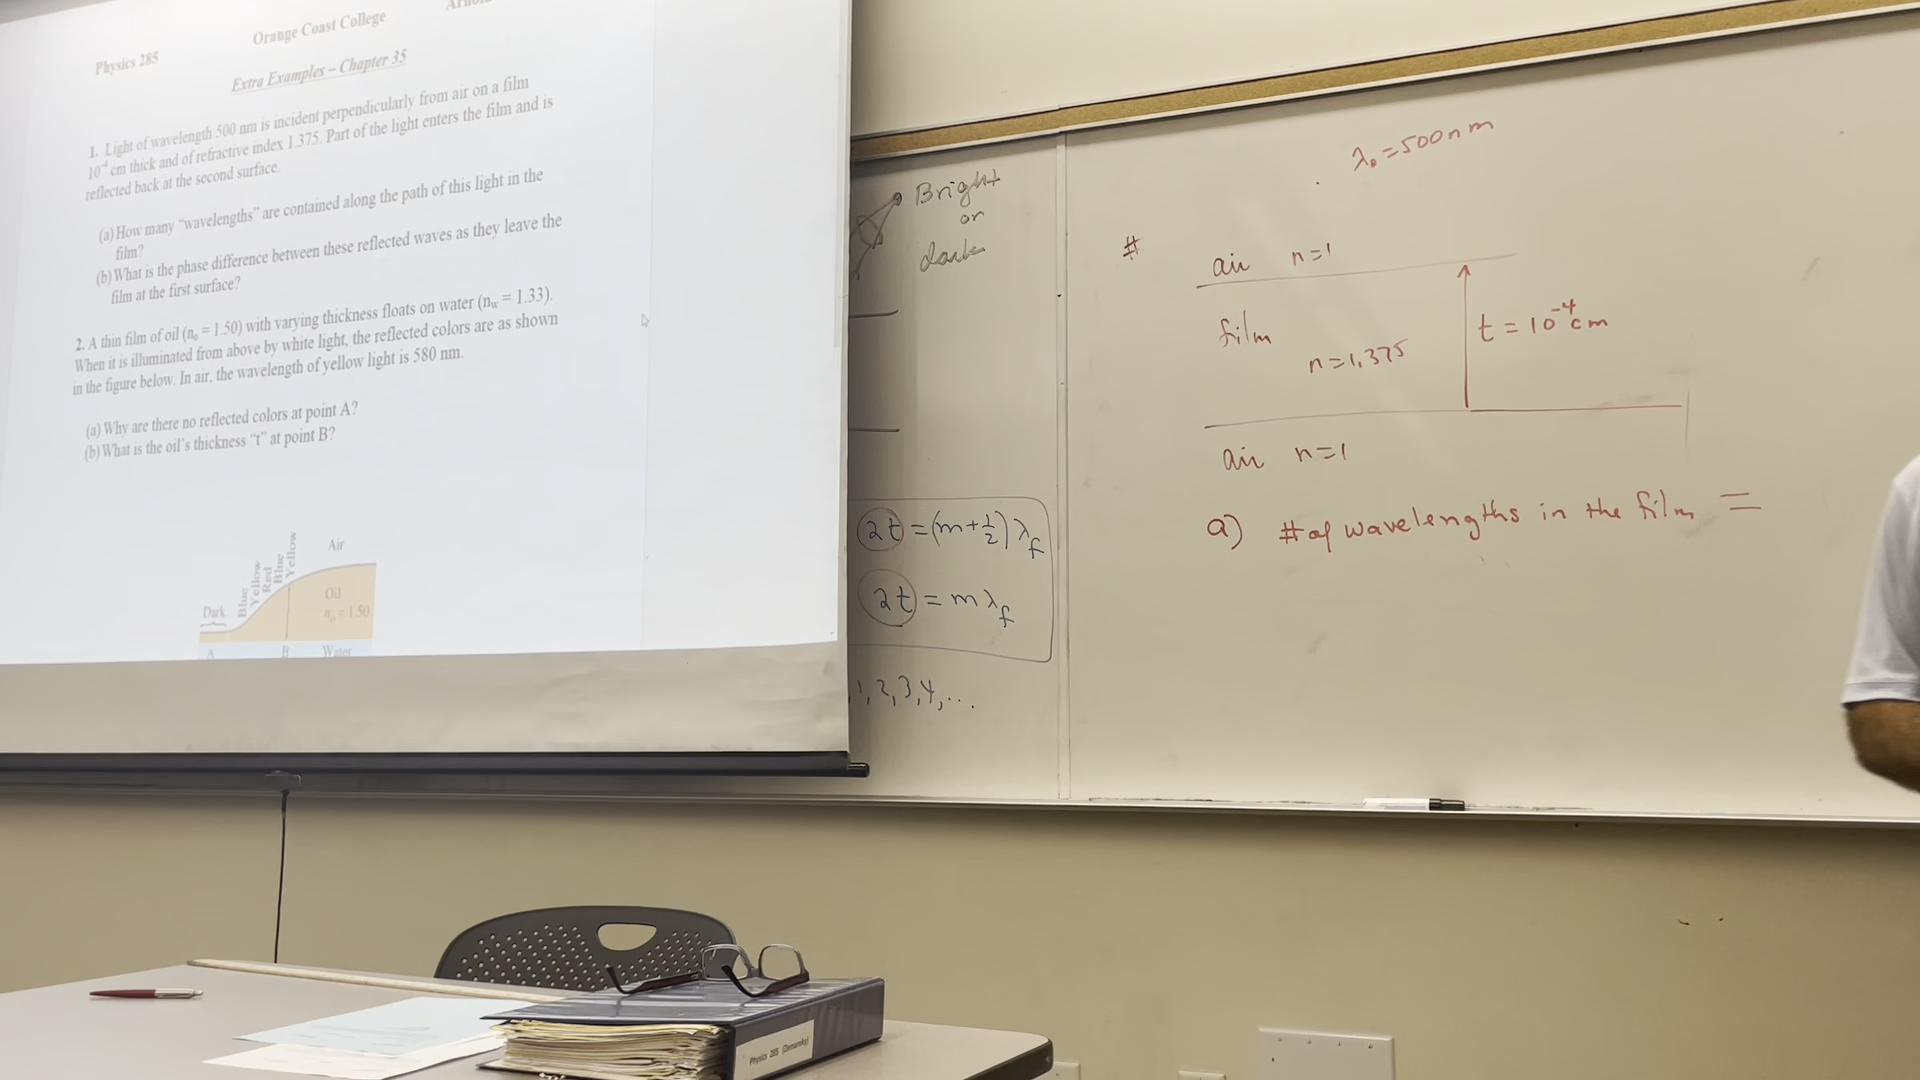 Orange Coast College
Physics 285
Extra Examples – Chapter 35
1. Light of wavelength 500 nm is incident perpendicularly from air on a film
10⁻⁴ cm thick and of refractive index 1.375. Part of the light enters the film and is
reflected back at the second surface.
(a) How many “wavelengths” are contained along the path of this light in the
film?
(b) What is the phase difference between these reflected waves as they leave the
film at the first surface?
2. A thin film of oil (nₒ = 1.50) with varying thickness floats on water (n_w = 1.33).
When it is illuminated from above by white light, the reflected colors are as shown
in the figure below. In air, the wavelength of yellow light is 580 nm.
(a) Why are there no reflected colors at point A?
(b) What is the oil’s thickness “t” at point B?
Dark
Blue
Yellow
Red
Blue
Yellow
Air
Oil
nₒ = 1.50
A
B
Water
Bright
or
dark
2t = (m+½)λ_f
2t = mλ_f
1, 2, 3, 4, ...
λ₀ = 500 nm
#
air n=1
film
n=1.375
t = 10⁻⁴cm
air n=1
a) # of wavelengths in the film =
Physics 285 (Demansky)